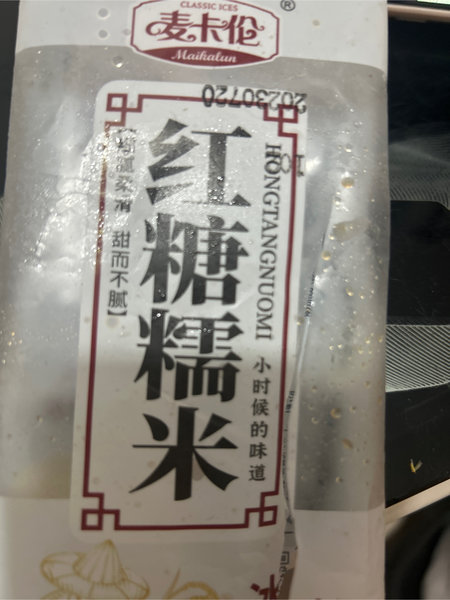 CLASSIC ICES
®
麦卡伦
Maikalun
20230720
红糖糯米
HONGTANGNUOMI
小时候的味道
甜而不腻】